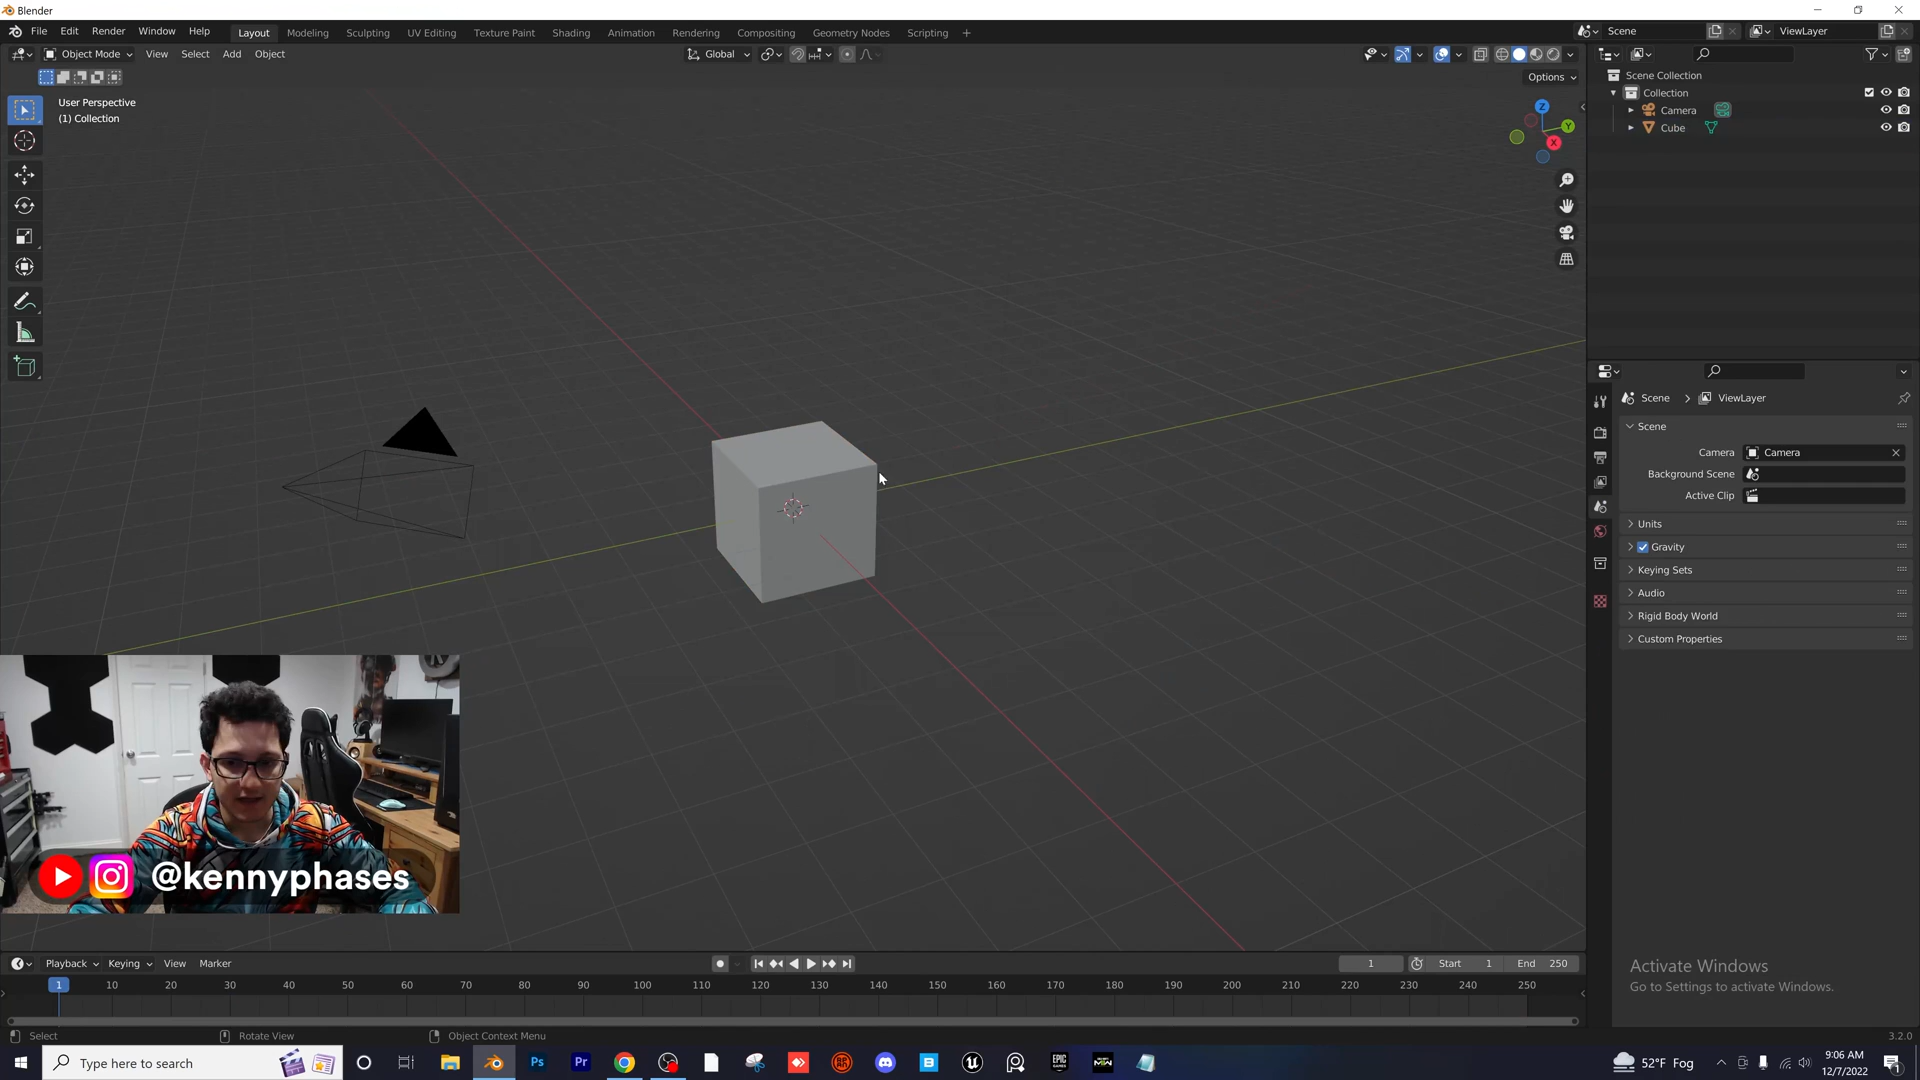 Blender
File Edit Render Window Help Layout Modeling Sculpting UV Editing Texture Paint Shading Animation Rendering Compositing Geometry Nodes Scripting + Scene ViewLayer
Object Mode View Select Add Object Global
Options
User Perspective
(1) Collection
Z
Y
X
Scene Collection
Collection
Camera
Cube
Scene > ViewLayer
Scene
Camera Camera
Background Scene
Active Clip
Units
Gravity
Keying Sets
Audio
Rigid Body World
Custom Properties
@kennyphases
Activate Windows
Go to Settings to activate Windows.
Playback Keying View Marker 1 Start 1 End 250
1 10 20 30 40 50 60 70 80 90 100 110 120 130 140 150 160 170 180 190 200 210 220 230 240 250
Select Rotate View Object Context Menu 3.2.0
Type here to search Ps Pr 52°F Fog 9:06 AM
12/7/2022